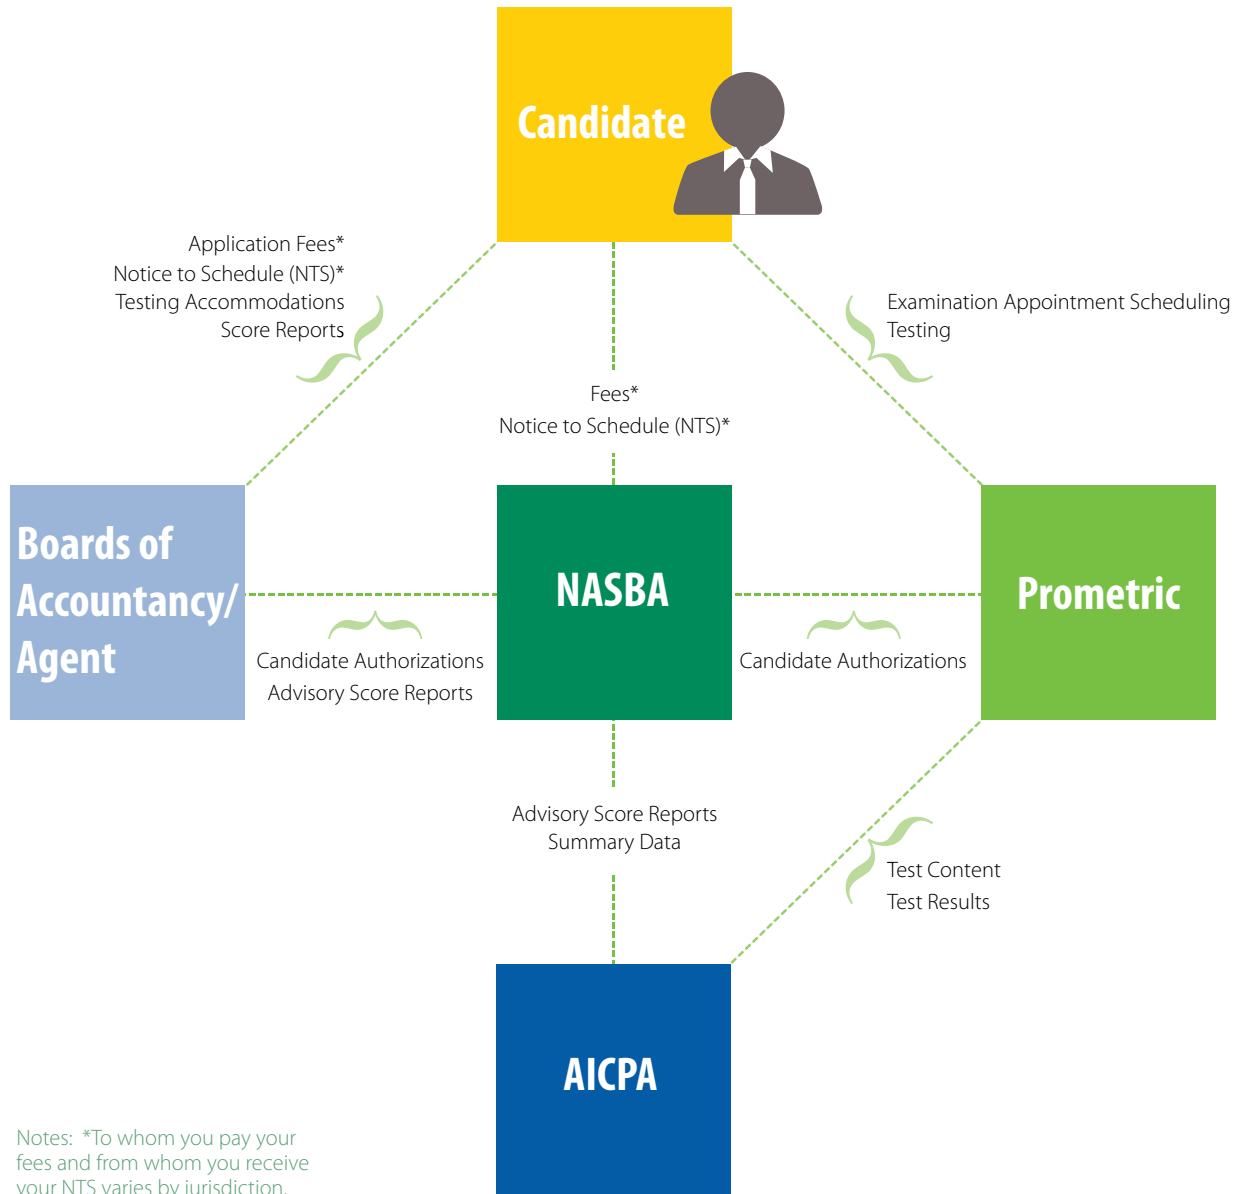 Candidate
Application Fees*
Notice to Schedule (NTS)*
Testing Accommodations
Score Reports
Examination Appointment Scheduling
Testing
Fees*
Notice to Schedule (NTS)*
Boards of
Accountancy/
Agent
NASBA
Prometric
Candidate Authorizations
Advisory Score Reports
Candidate Authorizations
Advisory Score Reports
Summary Data
Test Content
Test Results
AICPA
Notes: *To whom you pay your
fees and from whom you receive
your NTS varies by jurisdiction.